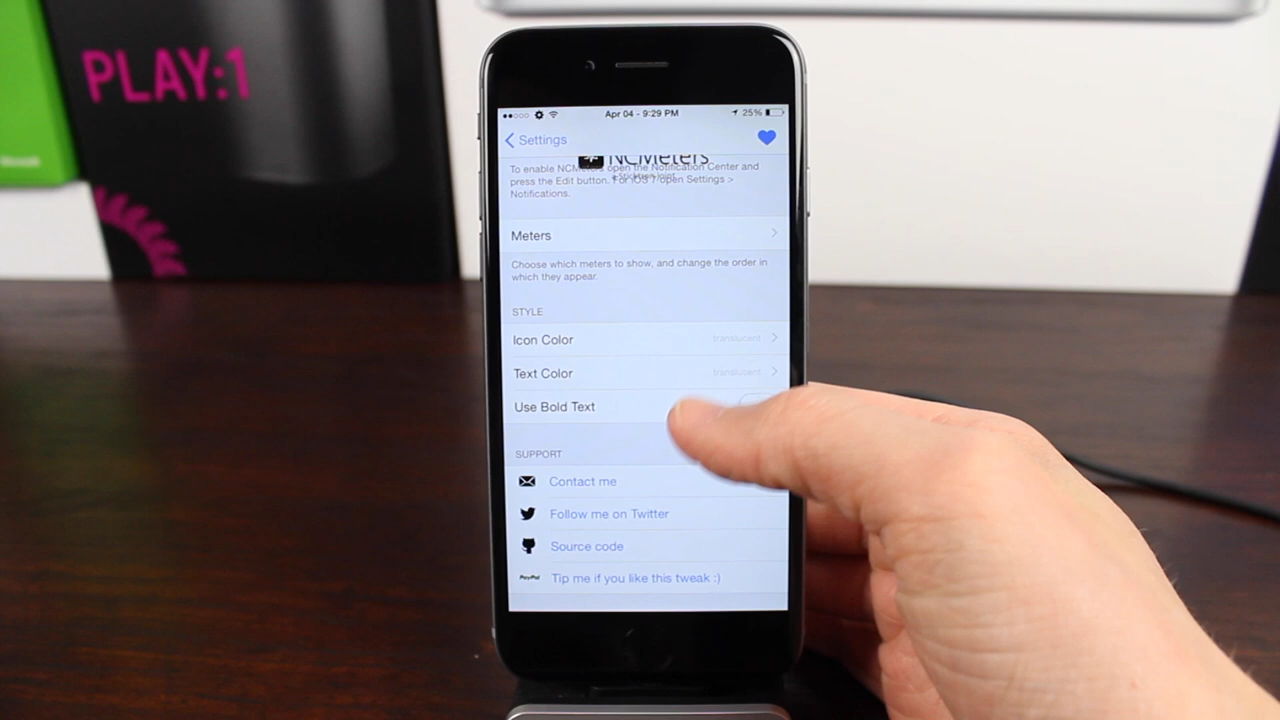 PLAY:1
Apr 04 - 9:29 PM
25%
Settings
NCMeters
To enable NCMeters open the Notification Center and
press the Edit button. For iOS 7 open Settings >
Notifications.
Meters
Choose which meters to show, and change the order in
which they appear.
STYLE
Icon Color
translucent
Text Color
translucent
Use Bold Text
SUPPORT
Contact me
Follow me on Twitter
Source code
PayPal
Tip me if you like this tweak :)